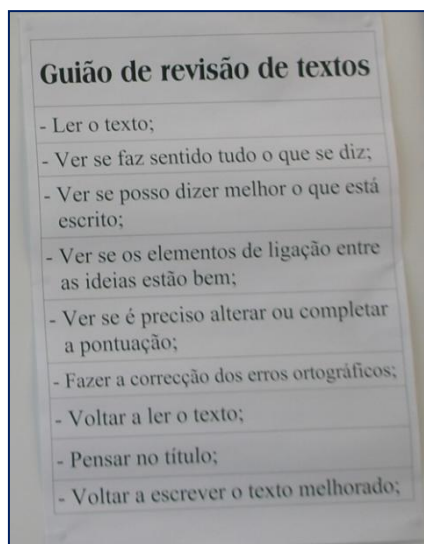 Guião de revisão de textos
- Ler o texto;
- Ver se faz sentido tudo o que se diz;
- Ver se posso dizer melhor o que está
escrito;
- Ver se os elementos de ligação entre
as ideias estão bem;
- Ver se é preciso alterar ou completar
a pontuação;
- Fazer a correcção dos erros ortográficos;
- Voltar a ler o texto;
- Pensar no título;
- Voltar a escrever o texto melhorado;